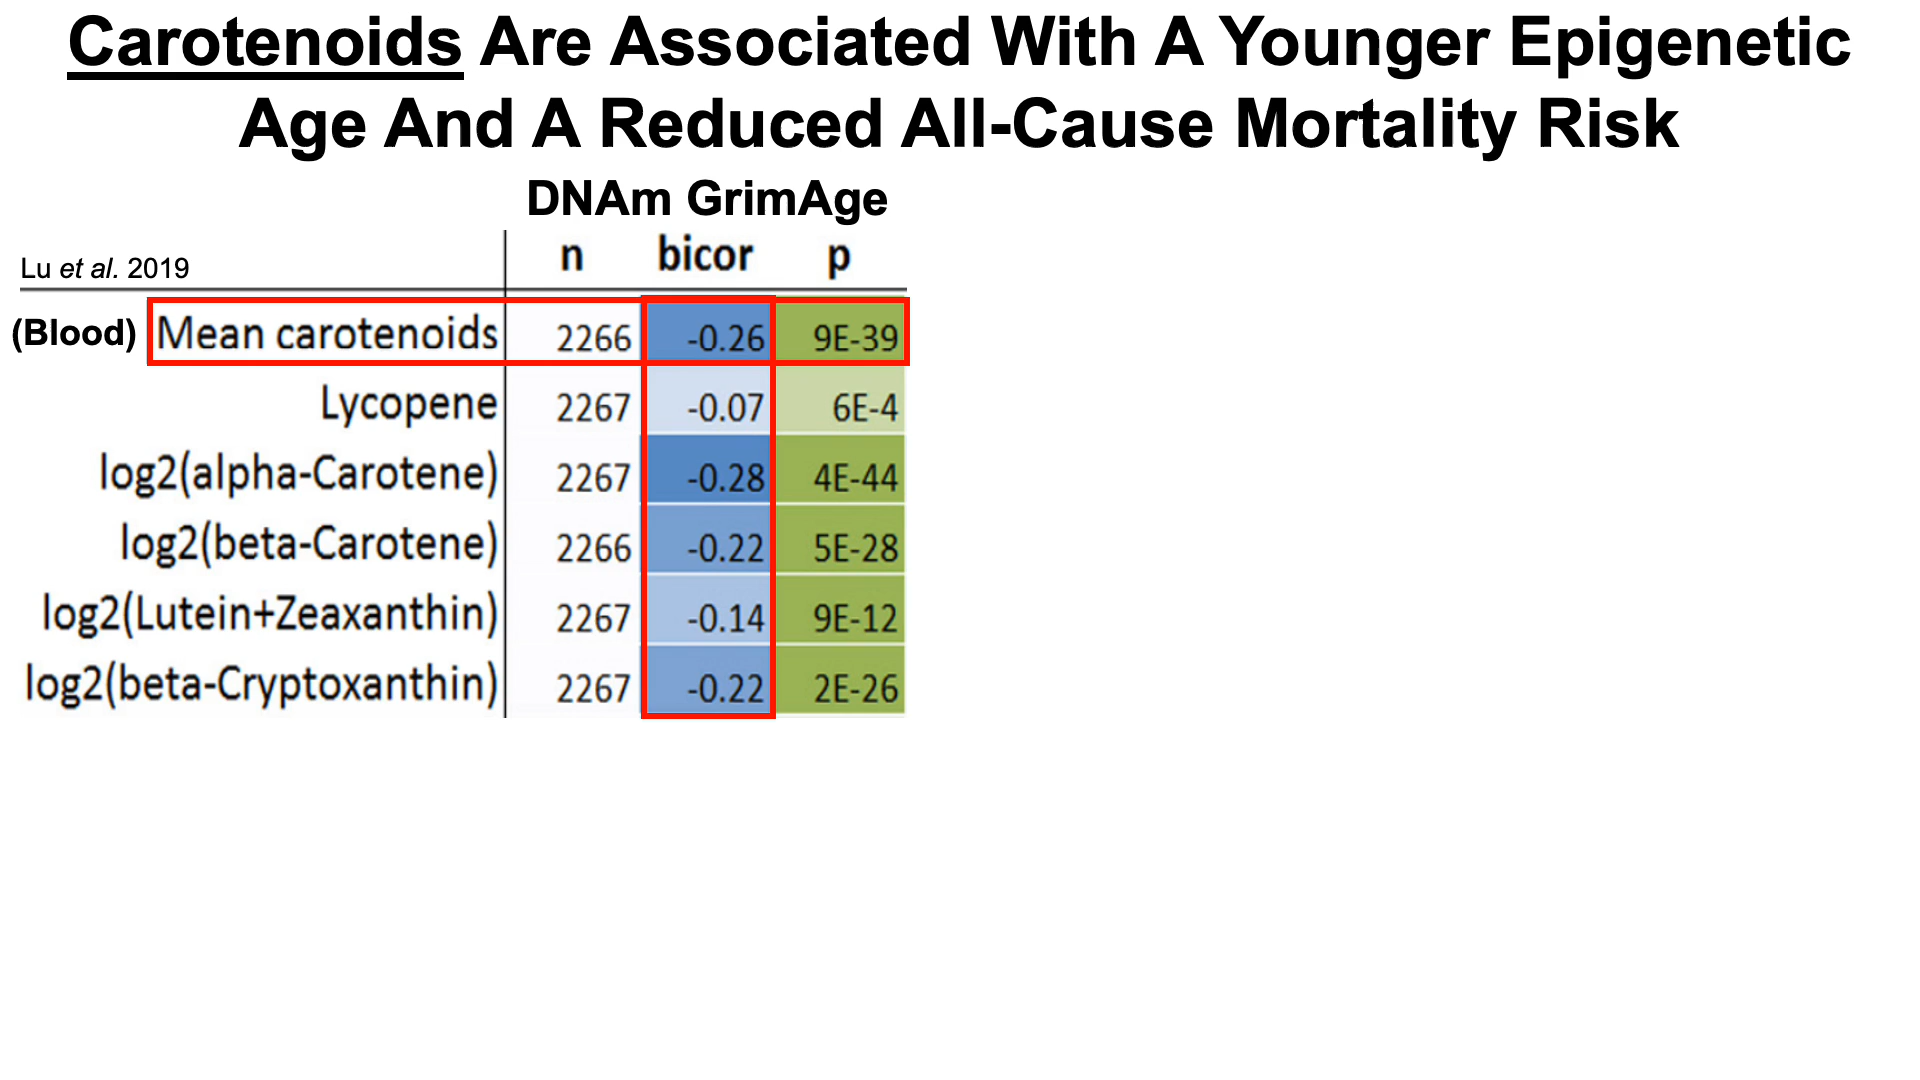 Carotenoids Are Associated With A Younger Epigenetic
Age And A Reduced All-Cause Mortality Risk
DNAm GrimAge
Lu et al. 2019 n bicor p
(Blood) Mean carotenoids 2266 -0.26 9E-39
Lycopene 2267 -0.07 6E-4
log2(alpha-Carotene) 2267 -0.28 4E-44
log2(beta-Carotene) 2266 -0.22 5E-28
log2(Lutein+Zeaxanthin) 2267 -0.14 9E-12
log2(beta-Cryptoxanthin) 2267 -0.22 2E-26